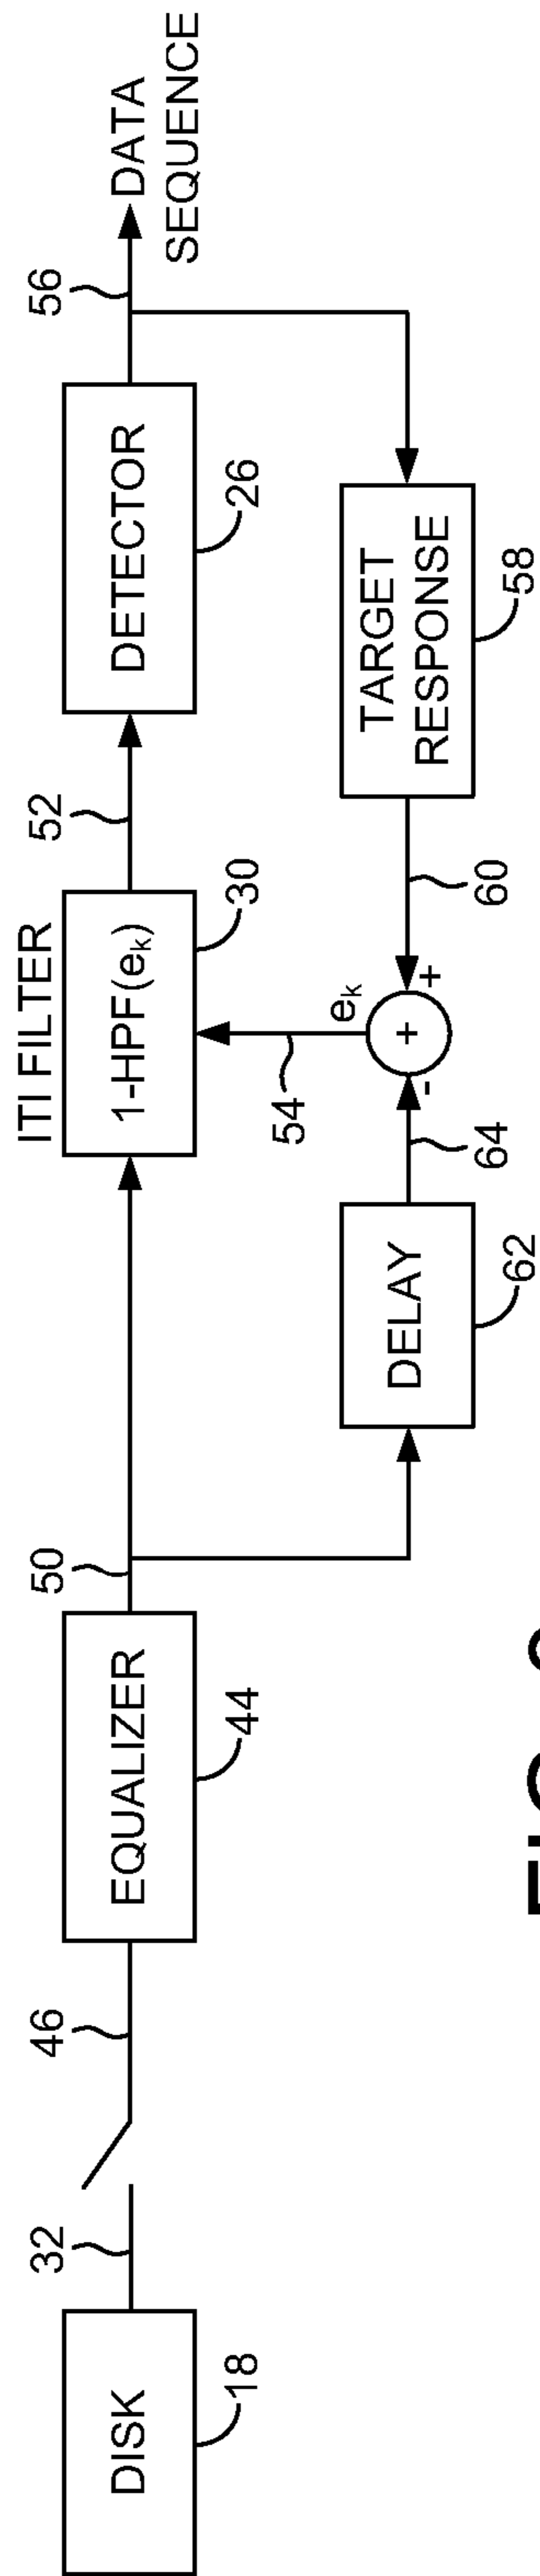 DISK
18
32
46
EQUALIZER
44
50
ITI FILTER
1-HPF(eₖ)
30
52
DETECTOR
26
56
DATA
SEQUENCE
DELAY
62
64
-
+
+
eₖ
54
60
TARGET
RESPONSE
58